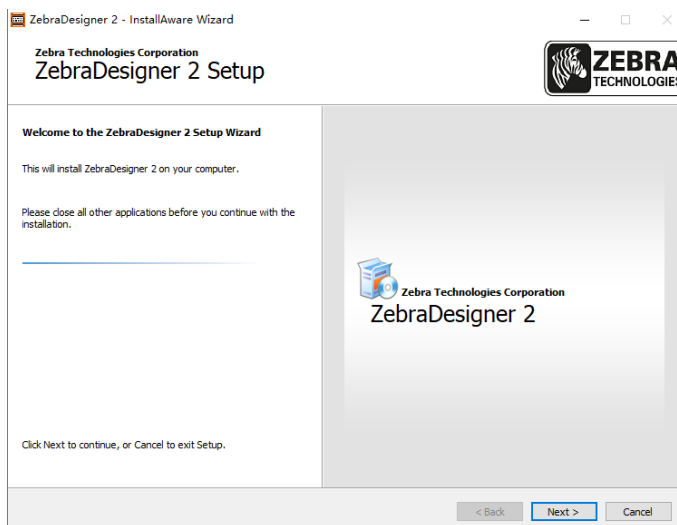 ZebraDesigner 2 - InstallAware Wizard
Zebra Technologies Corporation
ZebraDesigner 2 Setup
ZEBRA
TECHNOLOGIES
Welcome to the ZebraDesigner 2 Setup Wizard
This will install ZebraDesigner 2 on your computer.
Please close all other applications before you continue with the
installation.
Zebra Technologies Corporation
ZebraDesigner 2
Click Next to continue, or Cancel to exit Setup.
< Back
Next >
Cancel